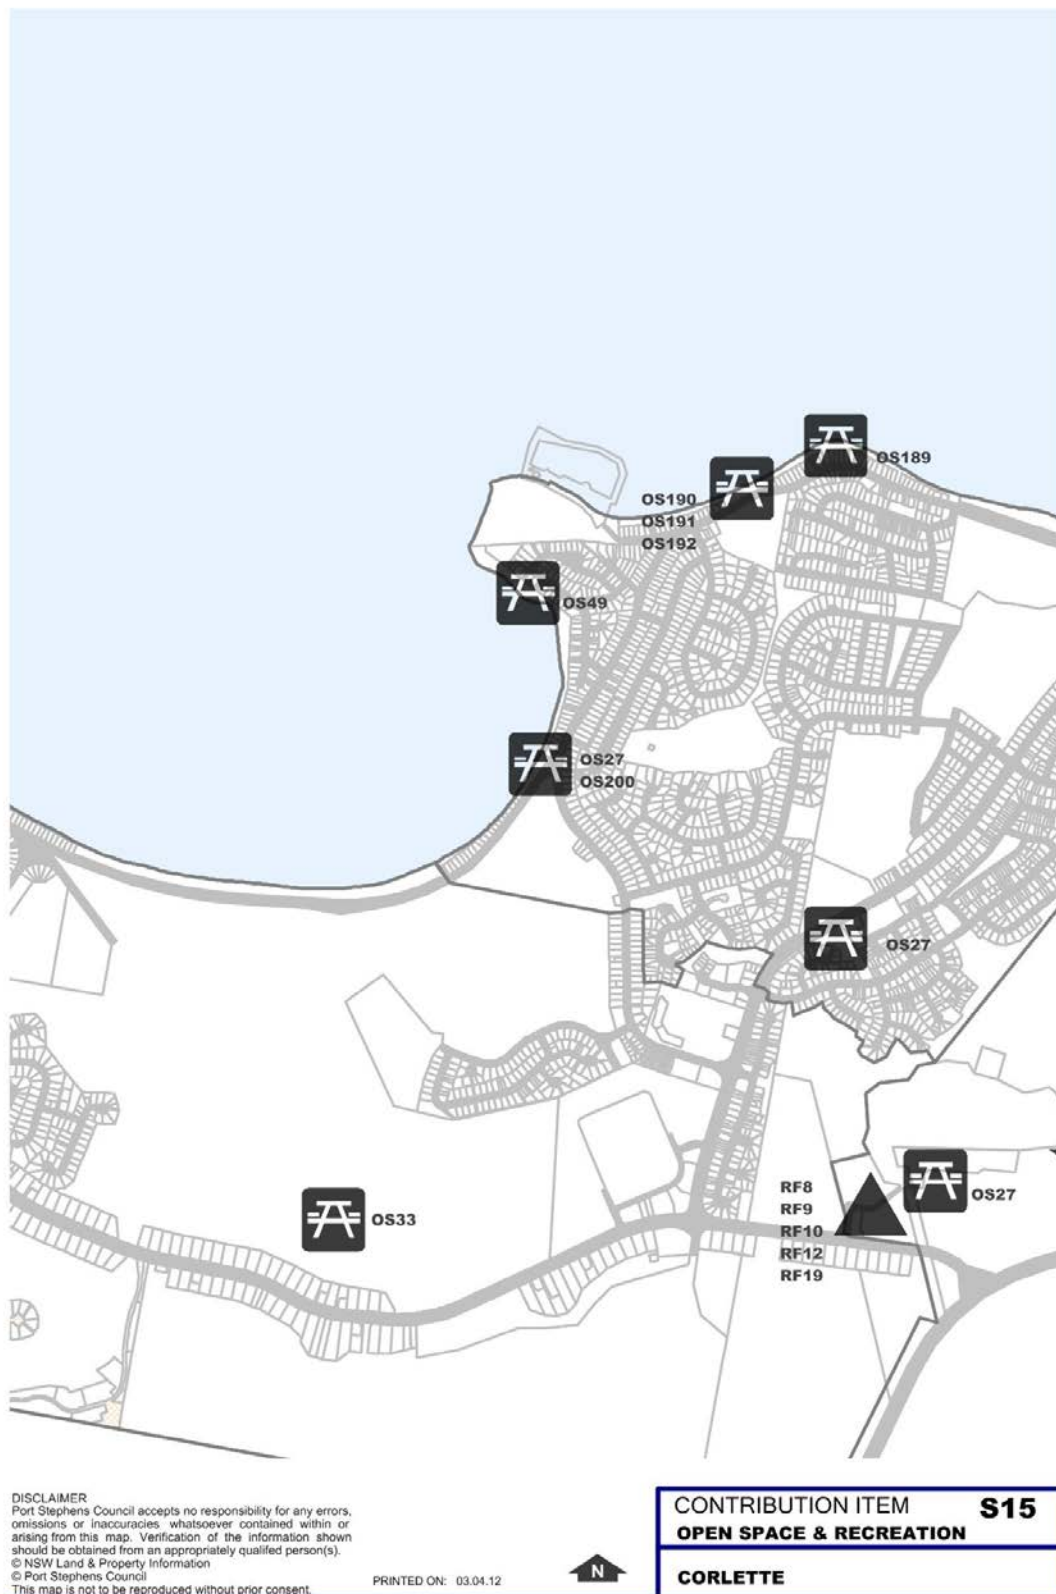 OS189
OS190
OS191
OS192
OS49
OS27
OS200
OS27
RF8
RF9
RF10
RF12
RF19
OS27
OS33
DISCLAIMER
Port Stephens Council accepts no responsibility for any errors,
omissions or inaccuracies whatsoever contained within or
arising from this map. Verification of the information shown
should be obtained from an appropriately qualifed person(s).
© NSW Land & Property Information
© Port Stephens Council
This map is not to be reproduced without prior consent.
PRINTED ON: 03.04.12
N
CONTRIBUTION ITEM S15
OPEN SPACE & RECREATION
CORLETTE